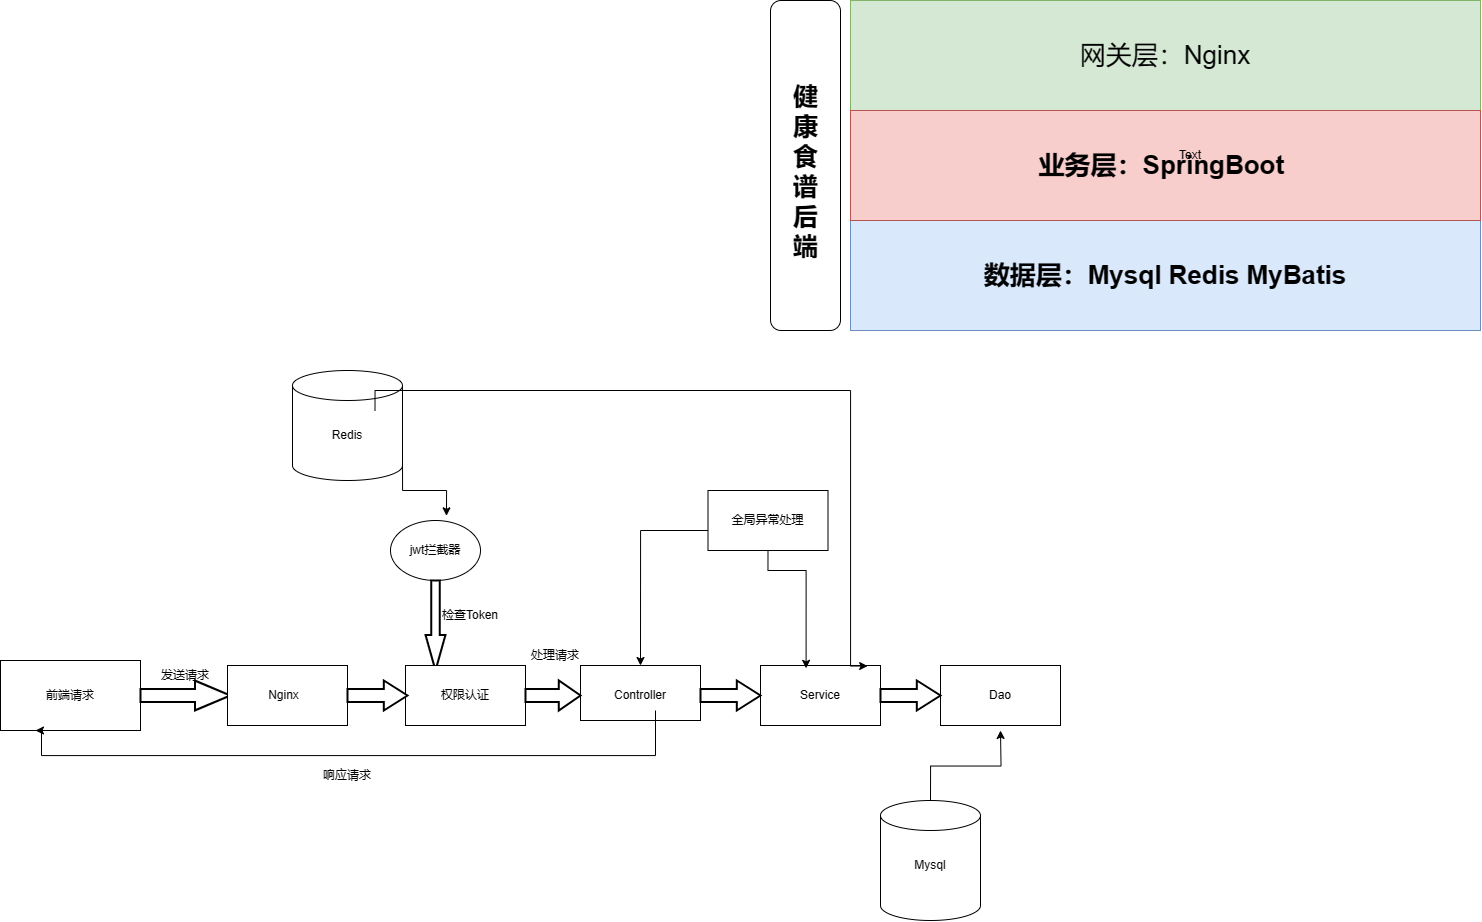 健康食谱后端
网关层：Nginx
Text
业务层：SpringBoot
数据层：Mysql Redis MyBatis
Redis
全局异常处理
jwt拦截器
检查Token
处理请求
发送请求
前端请求
Nginx
权限认证
Controller
Service
Dao
响应请求
Mysql